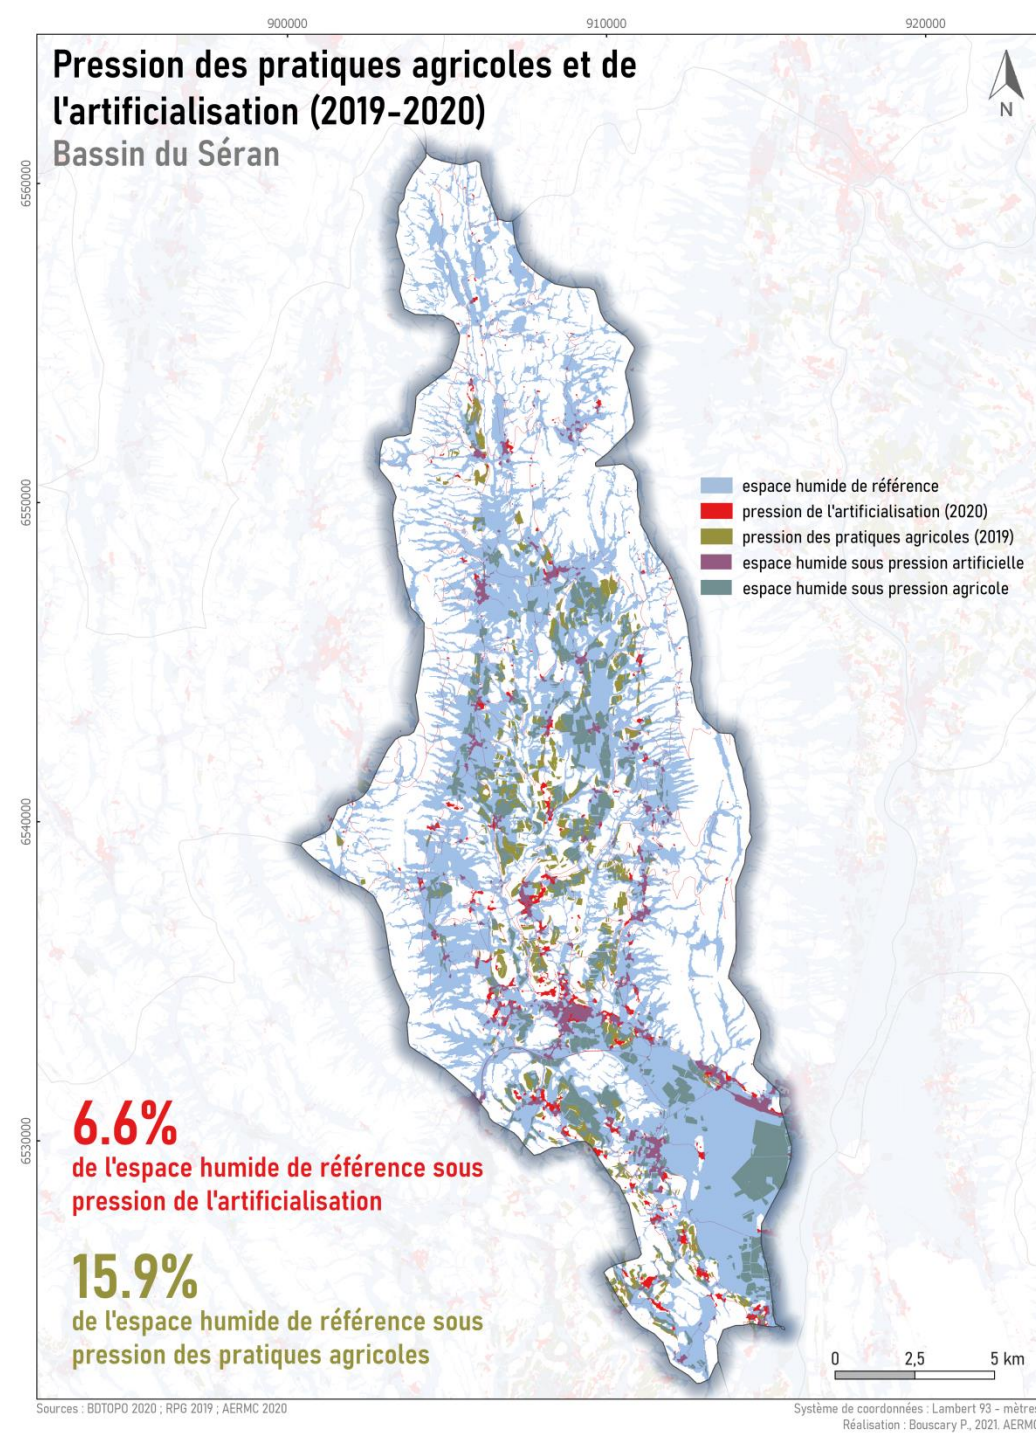 900000
910000
920000
Pression des pratiques agricoles et de
l'artificialisation (2019-2020)
Bassin du Séran
N
6560000
6550000
espace humide de référence
pression de l'artificialisation (2020)
pression des pratiques agricoles (2019)
espace humide sous pression artificielle
espace humide sous pression agricole
6540000
6530000
6.6%
de l'espace humide de référence sous
pression de l'artificialisation
15.9%
de l'espace humide de référence sous
pression des pratiques agricoles
0 2,5 5 km
Sources : BDTOPO 2020 ; RPG 2019 ; AERMC 2020
Système de coordonnées : Lambert 93 - mètres
Réalisation : Bouscary P., 2021. AERMC